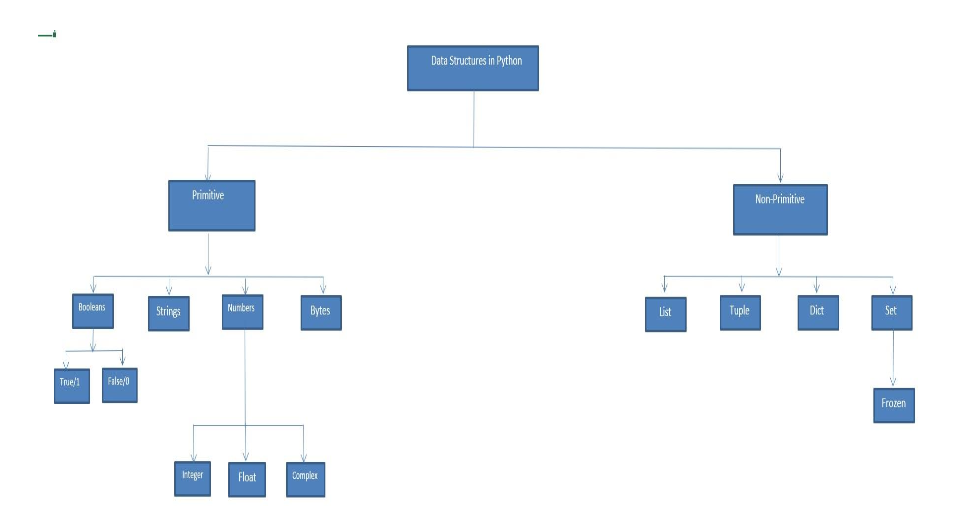 Data Structures in Python
Primitive
Non-Primitive
Booleans
Strings
Numbers
Bytes
List
Tuple
Dict
Set
True/1
False/0
Frozen
Integer
Float
Complex